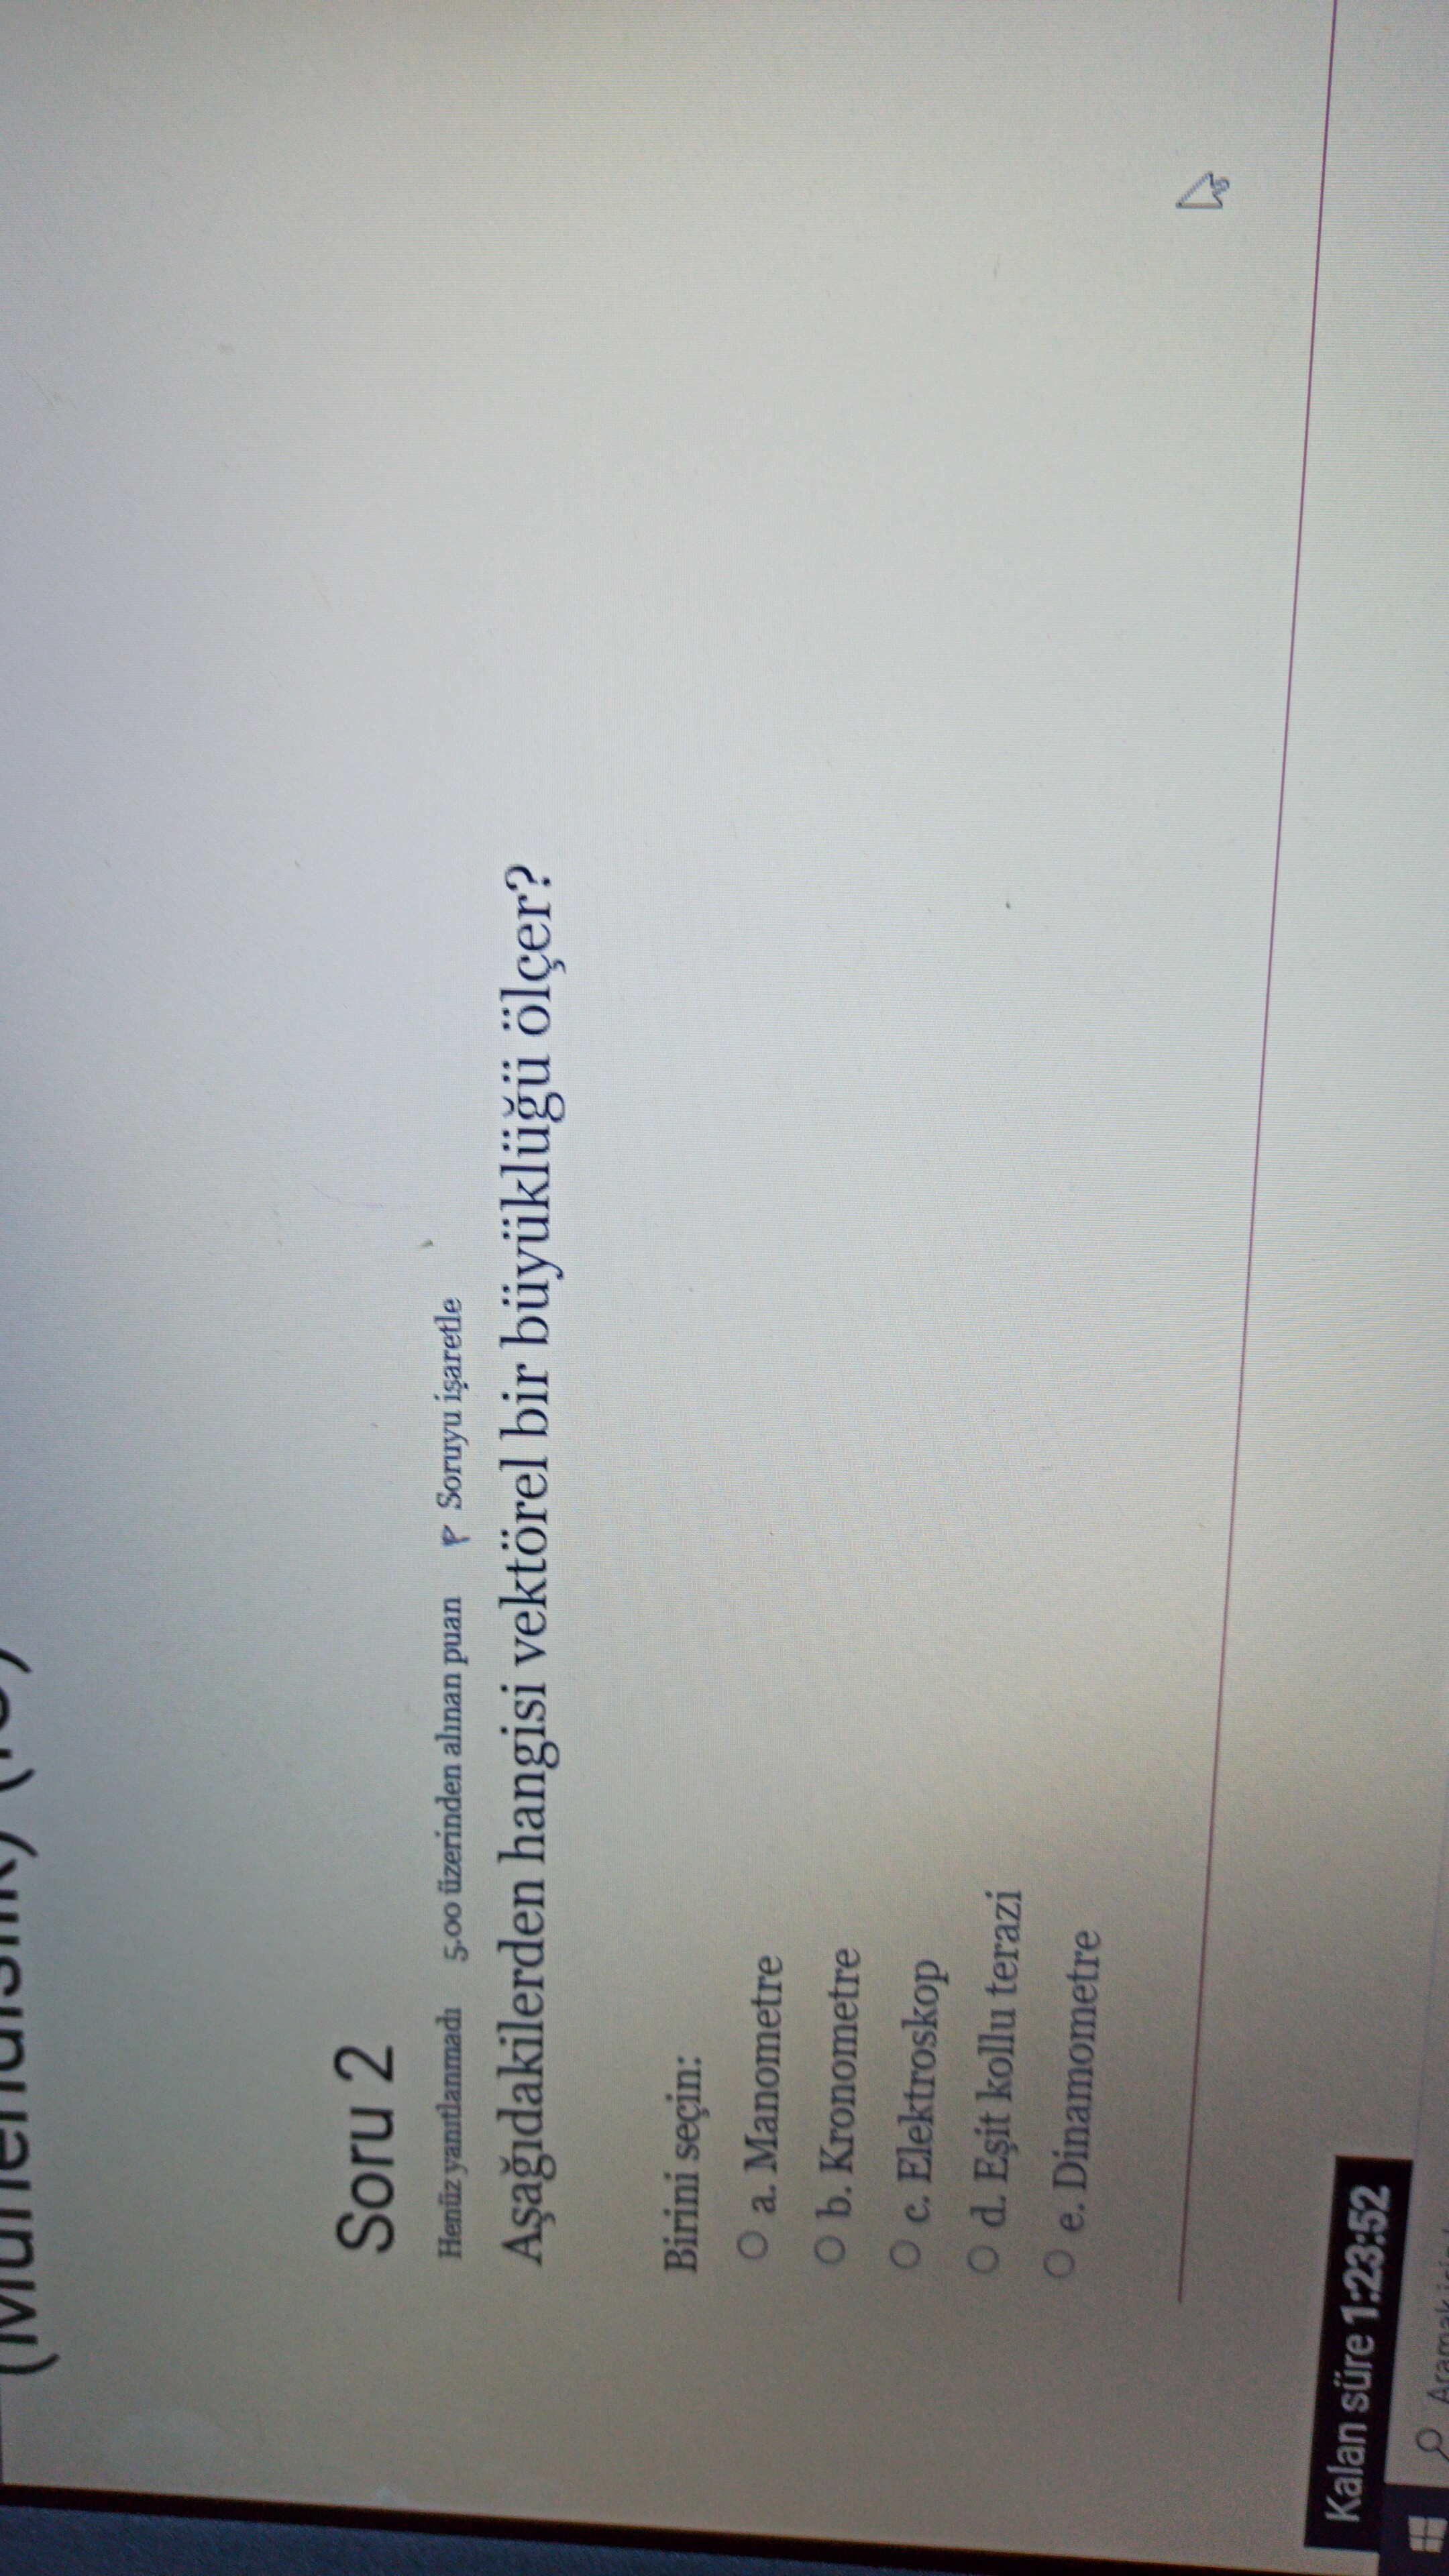 Soru 2
Henüz yanıtlanmadı 5,00 üzerinden alınan puan Soruyu işaretle
Aşağıdakilerden hangisi vektörel bir büyüklüğü ölçer?
Birini seçin:
a. Manometre
b. Kronometre
c. Elektroskop
d. Eşit kollu terazi
e. Dinamometre
Kalan süre 1:23:52